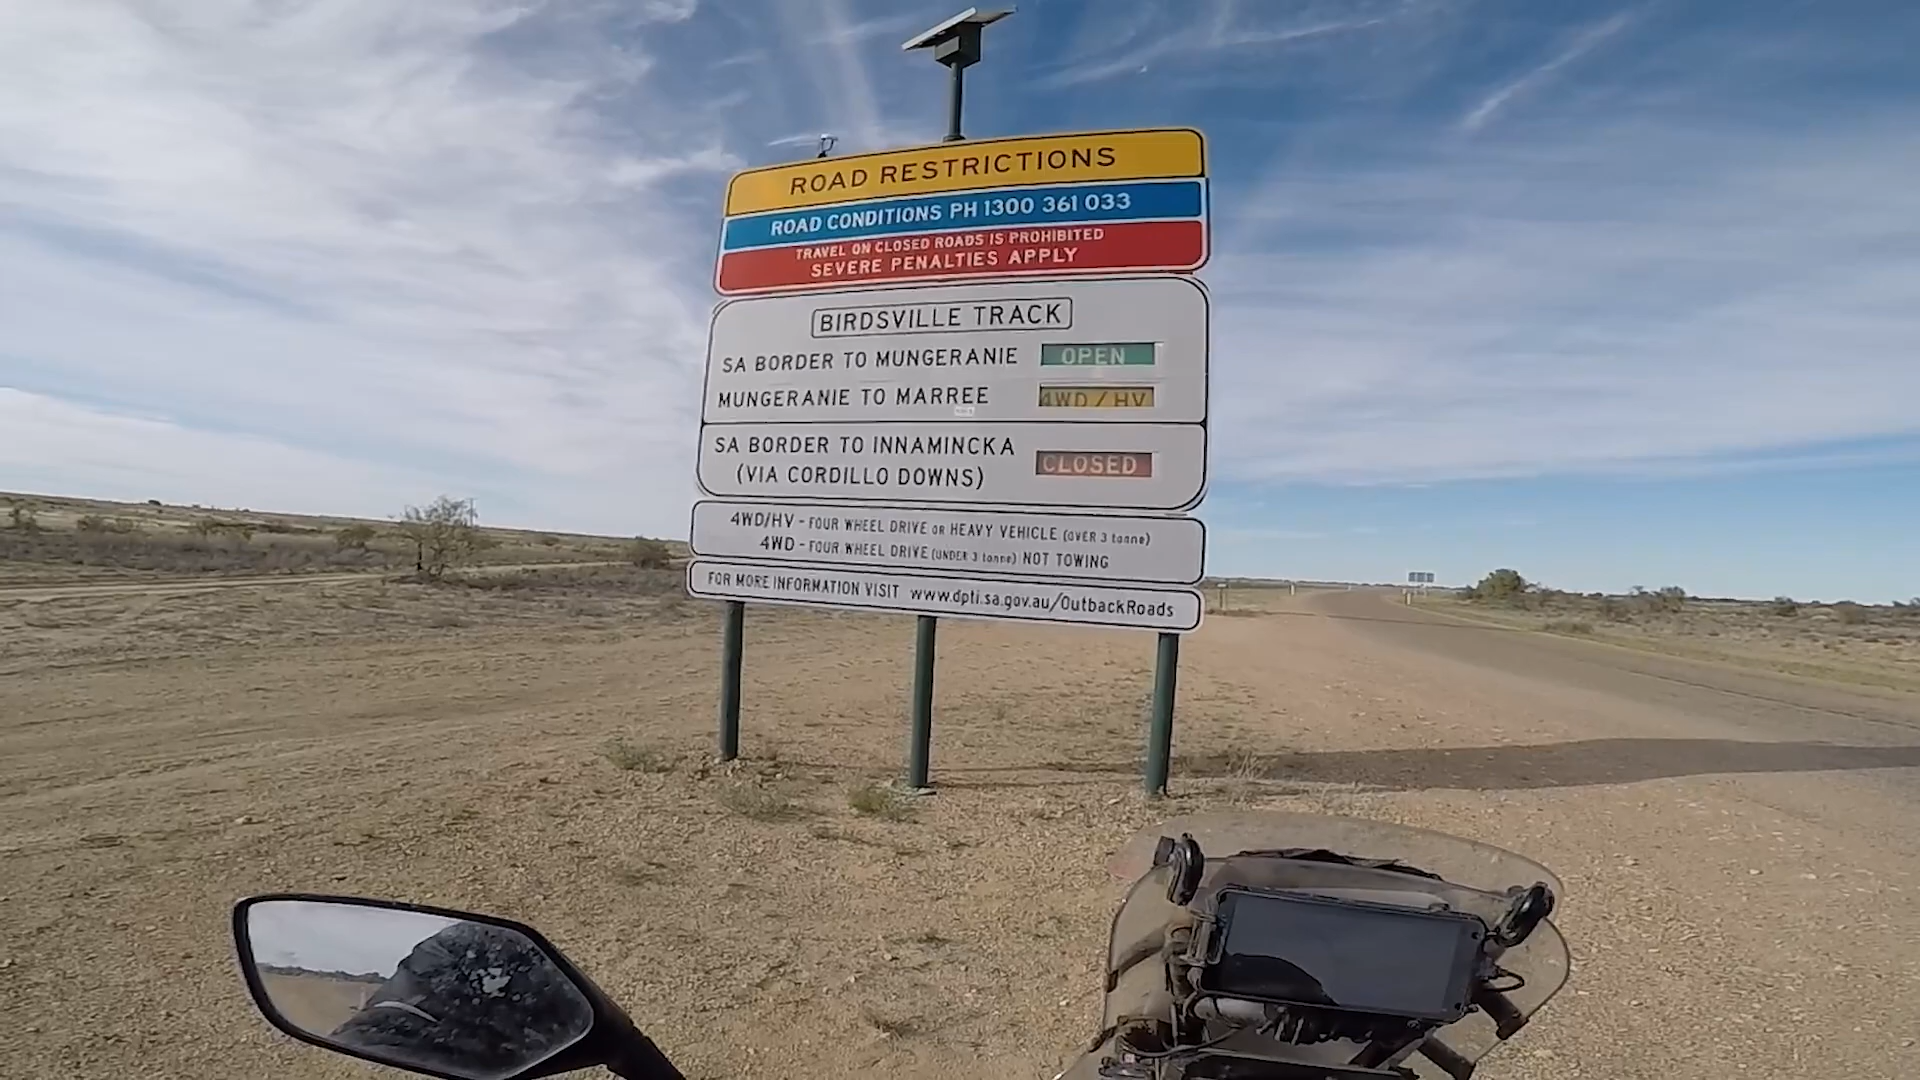 ROAD RESTRICTIONS
ROAD CONDITIONS PH 1300 361 033
TRAVEL ON CLOSED ROADS IS PROHIBITED
SEVERE PENALTIES APPLY
BIRDSVILLE TRACK
SA BORDER TO MUNGERANIE OPEN
MUNGERANIE TO MARREE 4WD/HV
SA BORDER TO INNAMINCKA
(VIA CORDILLO DOWNS) CLOSED
4WD/HV - FOUR WHEEL DRIVE OR HEAVY VEHICLE (OVER 3 tonne)
4WD - FOUR WHEEL DRIVE (UNDER 3 tonne) NOT TOWING
FOR MORE INFORMATION VISIT www.dpti.sa.gov.au/OutbackRoads